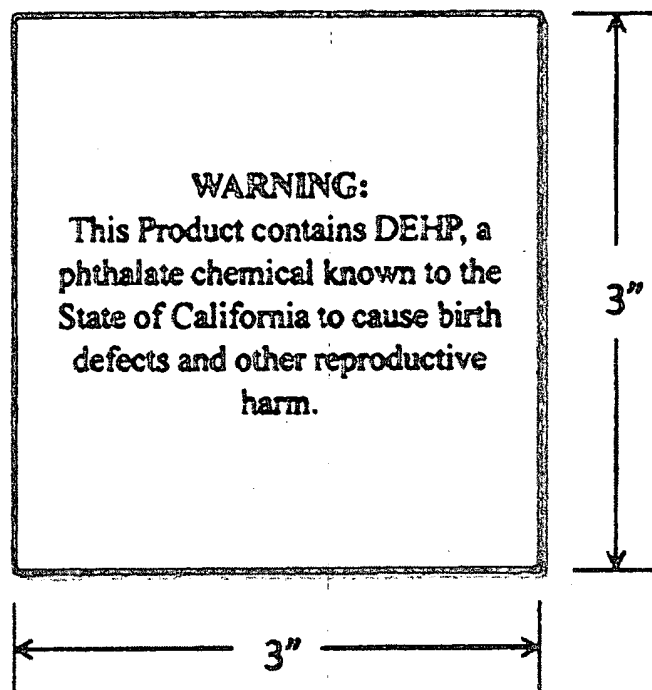 WARNING:
This Product contains DEHP, a
phthalate chemical known to the
State of California to cause birth
defects and other reproductive
harm.
3"
3"